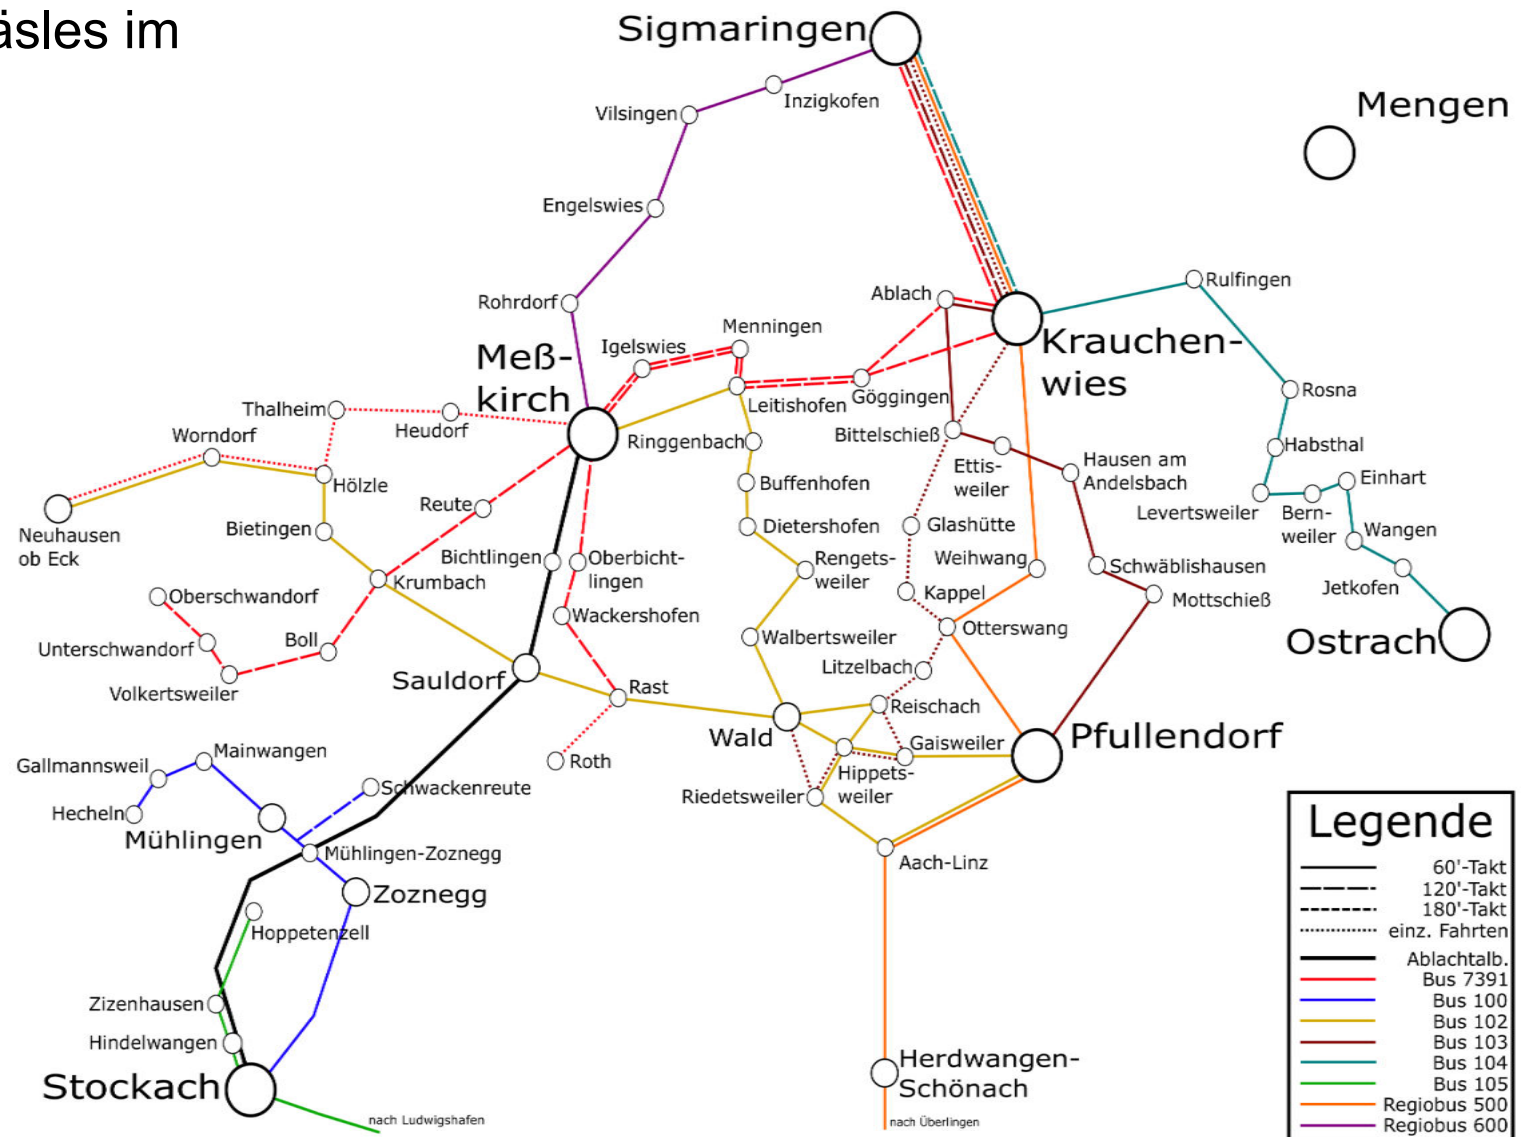 äsles im
Sigmaringen
Mengen
Inzigkofen
Vilsingen
Engelswies
Rohrdorf
Ablach
Rulfingen
Menningen
Igelswies
Krauchen-
wies
Meß-
kirch
Göggingen
Leitishofen
Rosna
Thalheim
Heudorf
Worndorf
Ringgenbach
Bittelschieß
Habsthal
Hölzle
Ettis-
weiler
Hausen am
Andelsbach
Einhart
Buffenhofen
Reute
Levertsweiler
Bern-
weiler
Neuhausen
ob Eck
Bietingen
Dietershofen
Glashütte
Wangen
Bichtlingen
Oberbicht-
lingen
Rengets-
weiler
Weihwang
Schwäblishausen
Krumbach
Kappel
Jetkofen
Oberschwandorf
Mottschieß
Wackershofen
Otterswang
Ostrach
Unterschwandorf
Boll
Walbertsweiler
Litzelbach
Volkertsweiler
Sauldorf
Rast
Reischach
Wald
Pfullendorf
Gaisweiler
Mainwangen
Gallmannsweil
Roth
Hippets-
weiler
Schwackenreute
Riedetsweiler
Hecheln
Mühlingen
Mühlingen-Zoznegg
Aach-Linz
Zoznegg
Hoppetenzell
Zizenhausen
Hindelwangen
Stockach
Herdwangen-
Schönach
nach Ludwigshafen
nach Überlingen
Legende
60'-Takt
120'-Takt
180'-Takt
einz. Fahrten
Ablachtalb.
Bus 7391
Bus 100
Bus 102
Bus 103
Bus 104
Bus 105
Regiobus 500
Regiobus 600